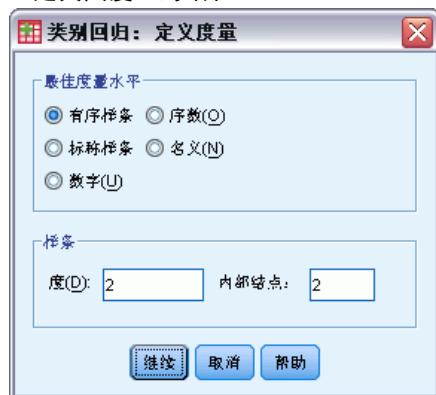 类别回归：定义度量
最佳度量水平
有序样条 序数(O)
标称样条 名义(N)
数字(U)
样条
度(D): 2 内部结点： 2
继续 取消 帮助